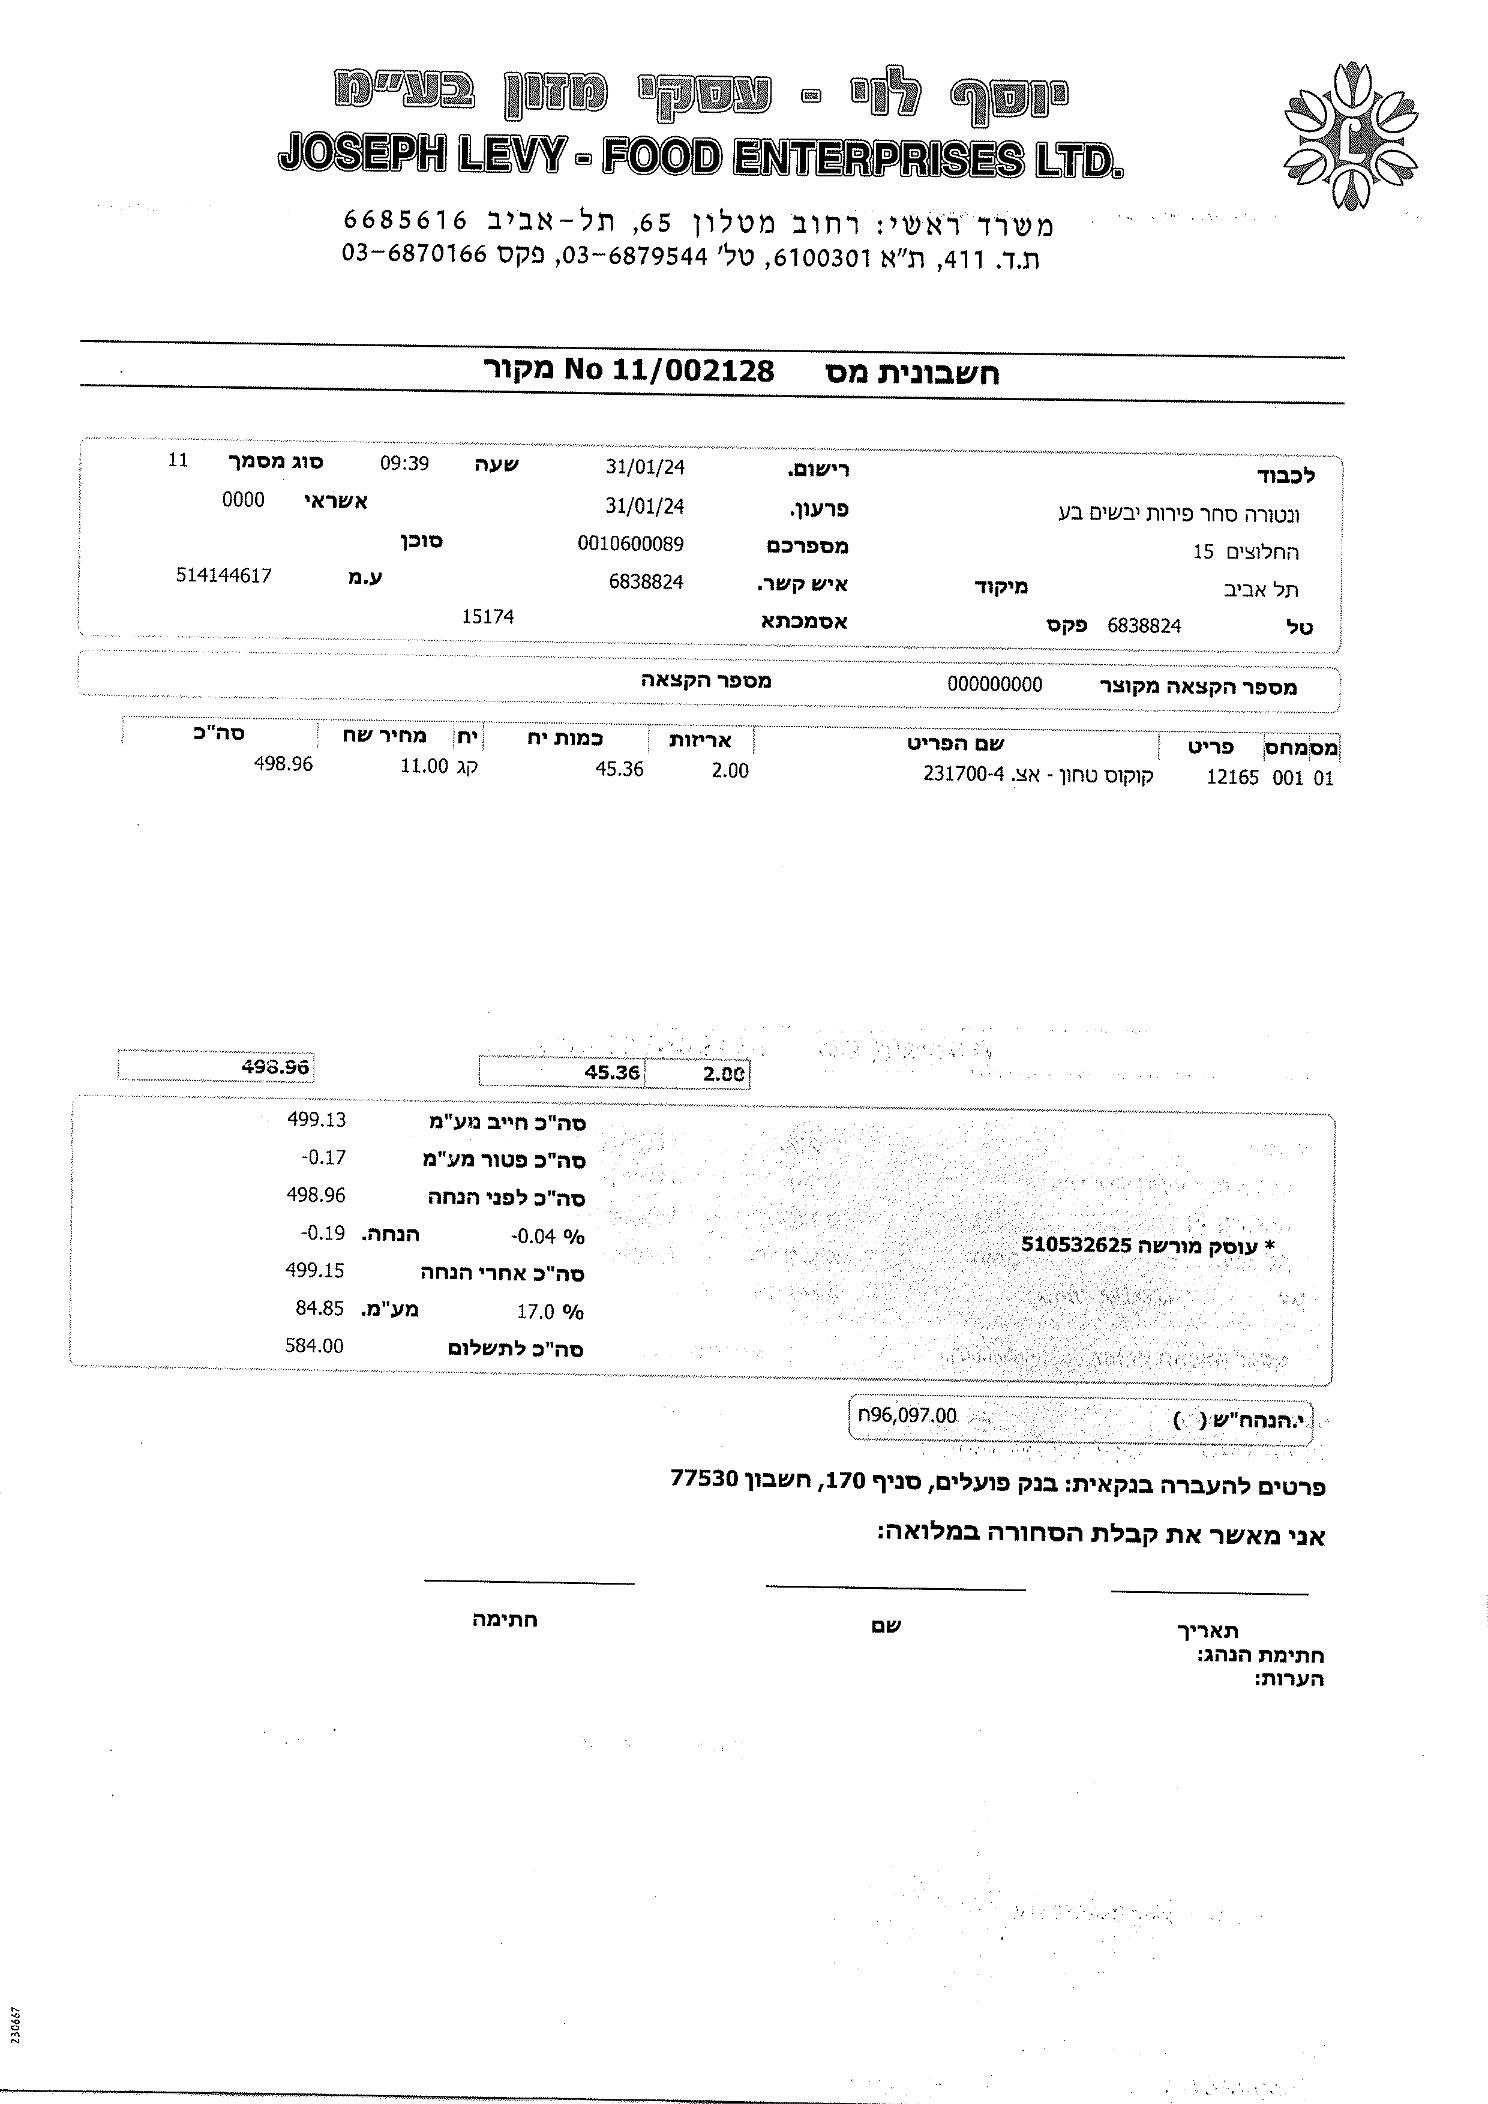 יוסף לוי - עסקי מזון בע"מ
JOSEPH LEVY - FOOD ENTERPRISES LTD.
משרד ראשי: רחוב מטלון 65, תל-אביב 6685616
ת.ד. 411, ת"א 6100301, טל' 03-6879544, פקס 03-6870166
חשבונית מס No 11/002128 מקור
לכבוד רישום. 31/01/24 שעה 09:39 סוג מסמך 11
ונטורה סחר פירות יבשים בע פרעון. 31/01/24 אשראי 0000
החלוצים 15 מספרכם 0010600089 סוכן
תל אביב מיקוד איש קשר. 6838824 ע.מ 514144617
טל 6838824 פקס אסמכתא 15174
מספר הקצאה מקוצר 000000000 מספר הקצאה
מס מחס פריט שם הפריט אריזות כמות יח יח מחיר שח סה"כ
01 001 12165 קוקוס טחון - אצ. 231700-4 2.00 45.36 קג 11.00 498.96
2.00 45.36 498.96
סה"כ חייב מע"מ 499.13
סה"כ פטור מע"מ -0.17
סה"כ לפני הנחה 498.96
-0.04 % הנחה. -0.19
* עוסק מורשה 510532625
סה"כ אחרי הנחה 499.15
17.0 % מע"מ. 84.85
סה"כ לתשלום 584.00
י.הנהח"ש ( ) 96,097.00ח
פרטים להעברה בנקאית: בנק פועלים, סניף 170, חשבון 77530
אני מאשר את קבלת הסחורה במלואה:
תאריך שם חתימה
חתימת הנהג:
הערות:
230667